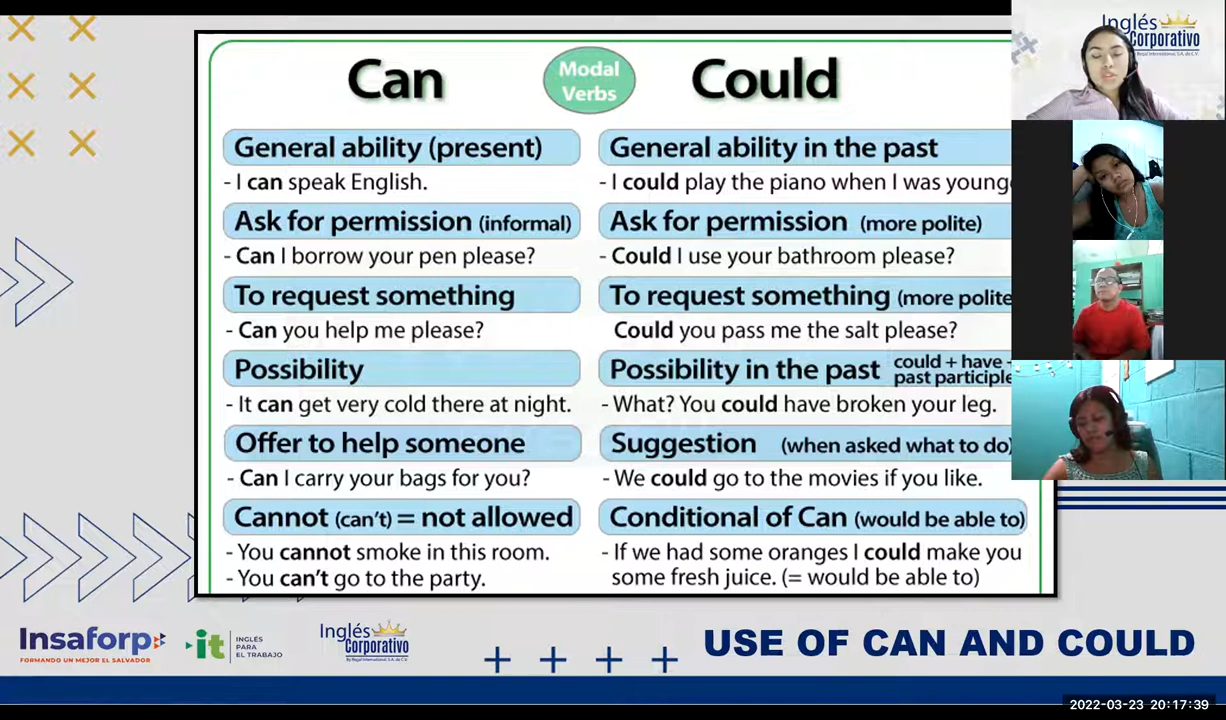 Can
Modal
Verbs
Could
General ability (present)
- I can speak English.
Ask for permission (informal)
- Can I borrow your pen please?
To request something
- Can you help me please?
Possibility
- It can get very cold there at night.
Offer to help someone
- Can I carry your bags for you?
Cannot (can't) = not allowed
- You cannot smoke in this room.
- You can't go to the party.
General ability in the past
- I could play the piano when I was young
Ask for permission (more polite)
- Could I use your bathroom please?
To request something (more polite
Could you pass me the salt please?
Possibility in the past could + have +
past participle
- What? You could have broken your leg.
Suggestion (when asked what to do)
- We could go to the movies if you like.
Conditional of Can (would be able to)
- If we had some oranges I could make you
some fresh juice. (= would be able to)
Inglés
Corporativo
By Regal International, S.A. de C.V.
Insaforp
FORMANDO UN MEJOR EL SALVADOR
it
INGLÉS
PARA
EL TRABAJO
Inglés
Corporativo
By Regal International, S.A. de C.V.
USE OF CAN AND COULD
2022-03-23 20:17:39